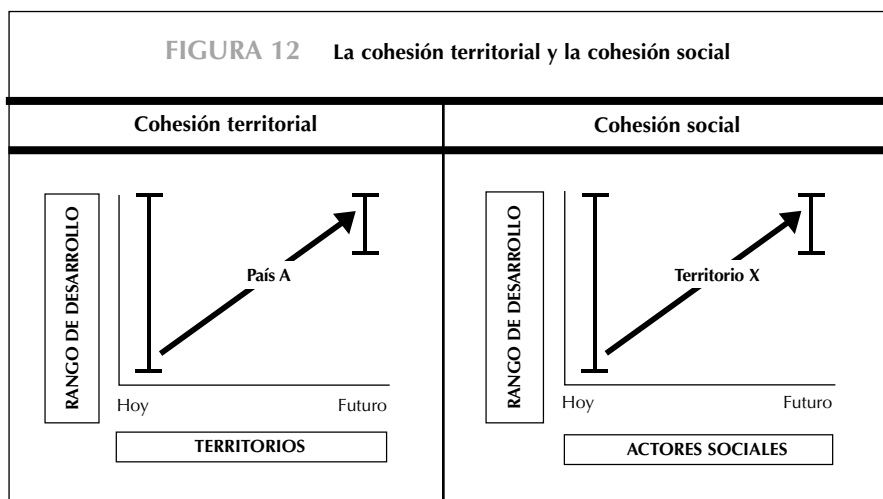 FIGURA 12 La cohesión territorial y la cohesión social
Cohesión territorial
RANGO DE DESARROLLO
País A
Hoy
Futuro
TERRITORIOS
Cohesión social
RANGO DE DESARROLLO
Territorio X
Hoy
Futuro
ACTORES SOCIALES